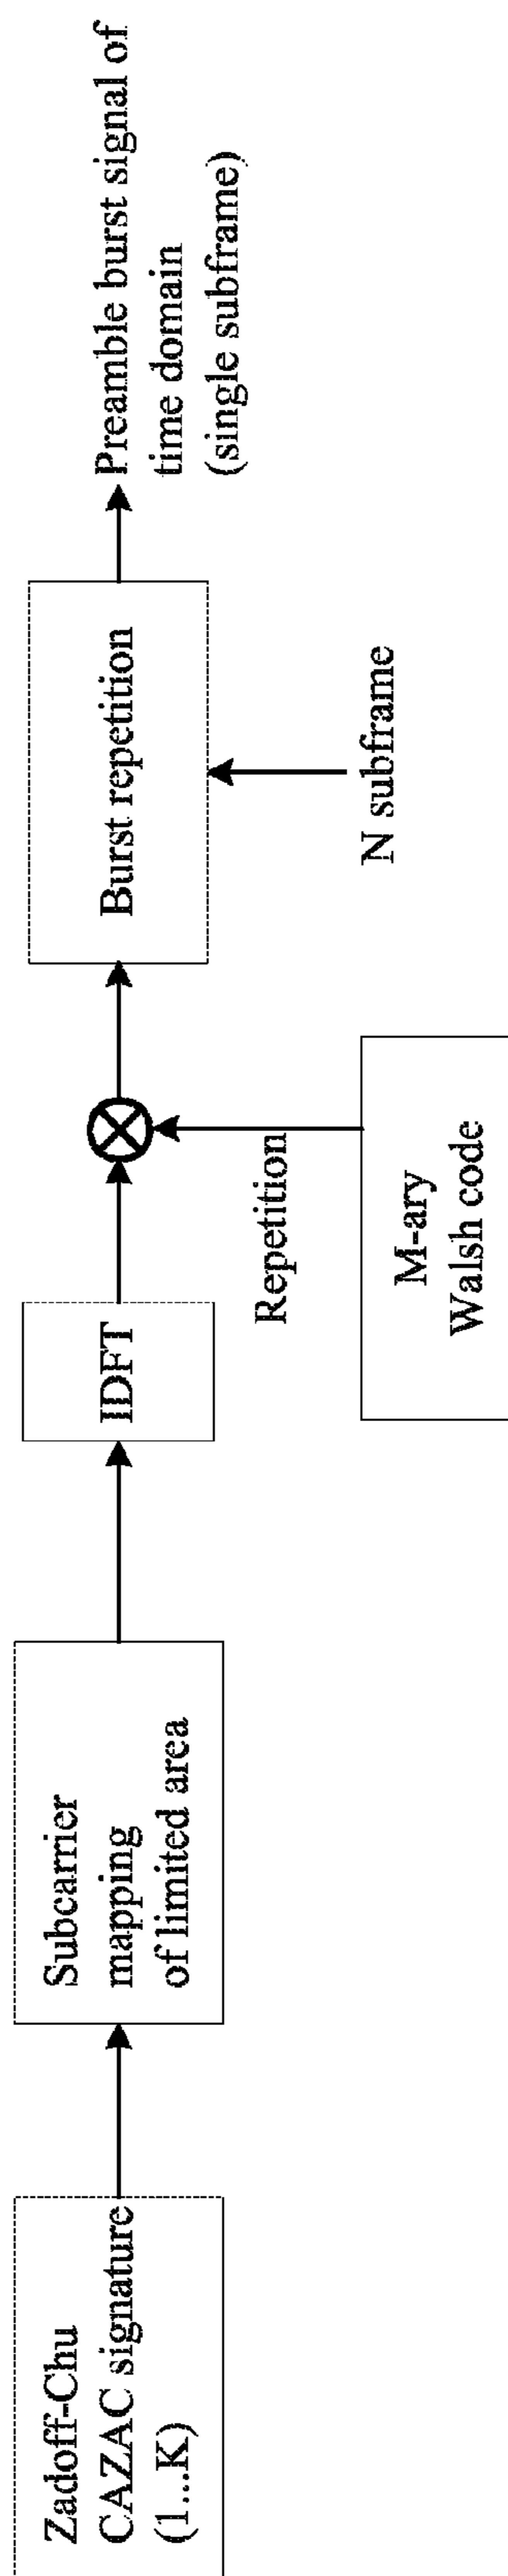 Zadoff-Chu
CAZAC signature
(1...K)
Subcarrier
mapping
of limited area
IDFT
Repetition
M-ary
Walsh code
Burst repetition
N subframe
Preamble burst signal of
time domain
(single subframe)